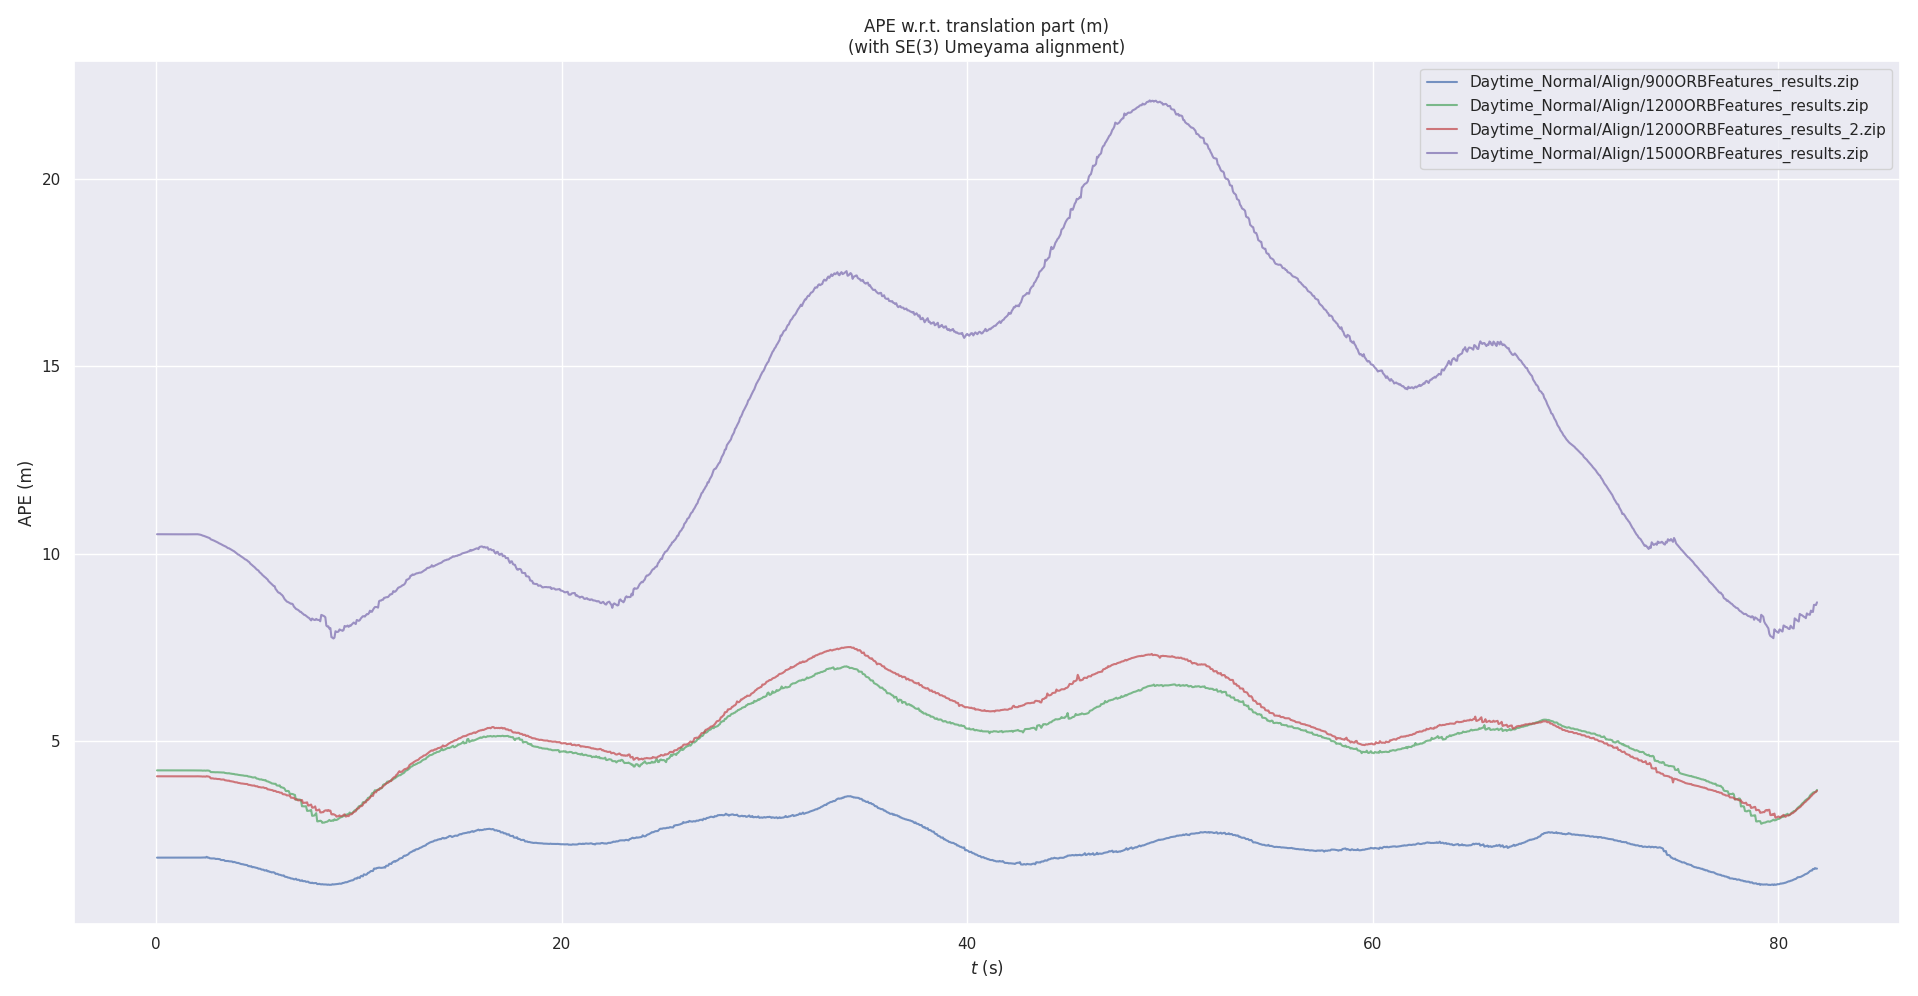 APE w.r.t. translation part (m)
(with SE(3) Umeyama alignment)
Daytime_Normal/Align/900ORBFeatures_results.zip
Daytime_Normal/Align/1200ORBFeatures_results.zip
Daytime_Normal/Align/1200ORBFeatures_results_2.zip
Daytime_Normal/Align/1500ORBFeatures_results.zip
20
15
10
5
APE (m)
0 20 40 60 80
t (s)